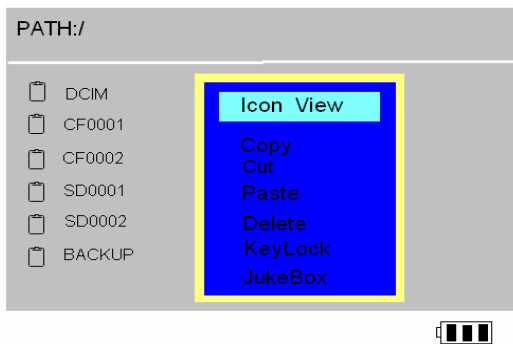 PATH:/
DCIM
CF0001
CF0002
SD0001
SD0002
BACKUP
Icon View
Copy
Cut
Paste
Delete
KeyLock
JukeBox